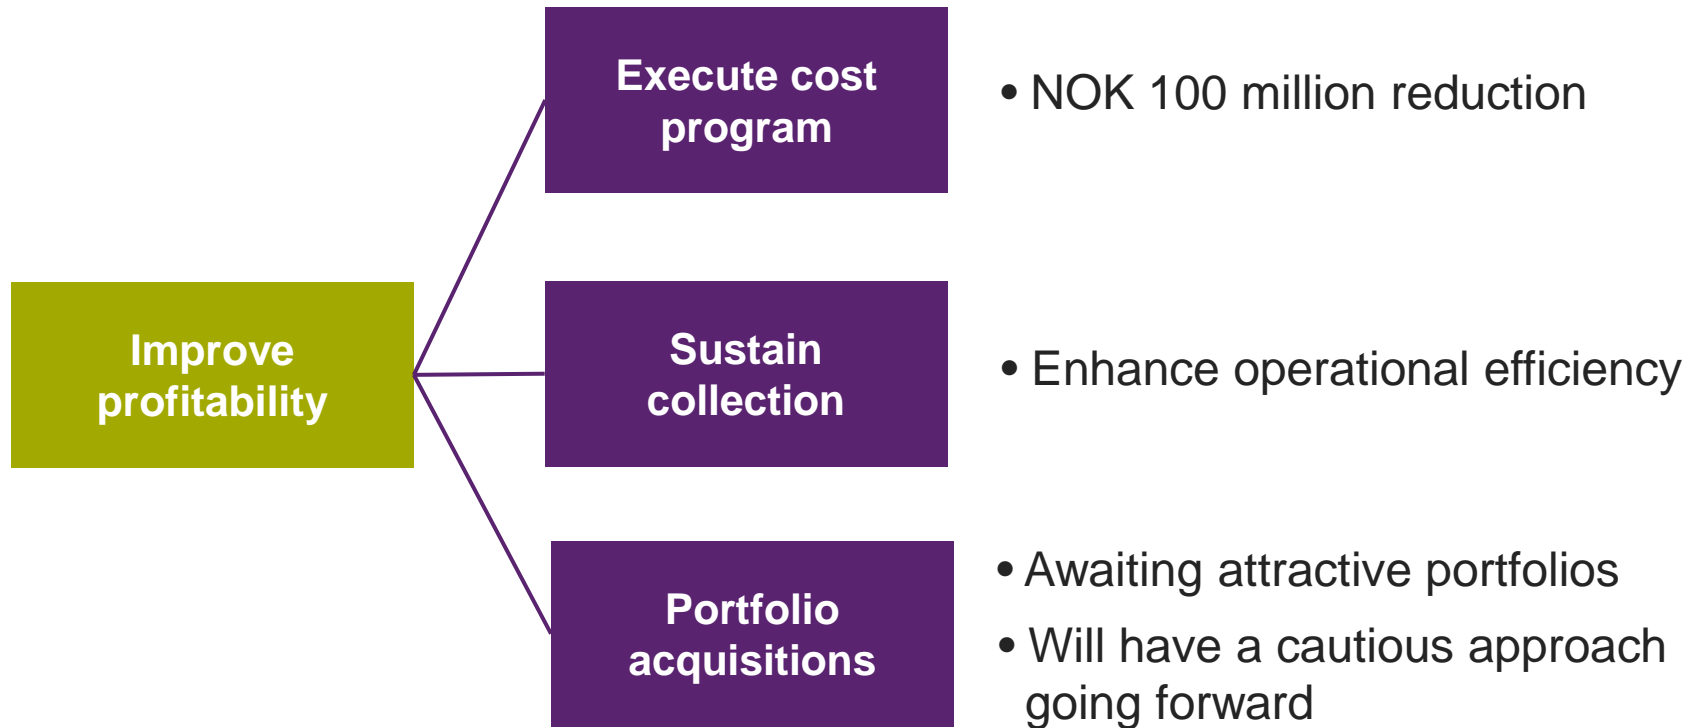 Improve
profitability
Execute cost
program
• NOK 100 million reduction
Sustain
collection
• Enhance operational efficiency
Portfolio
acquisitions
• Awaiting attractive portfolios
• Will have a cautious approach
going forward